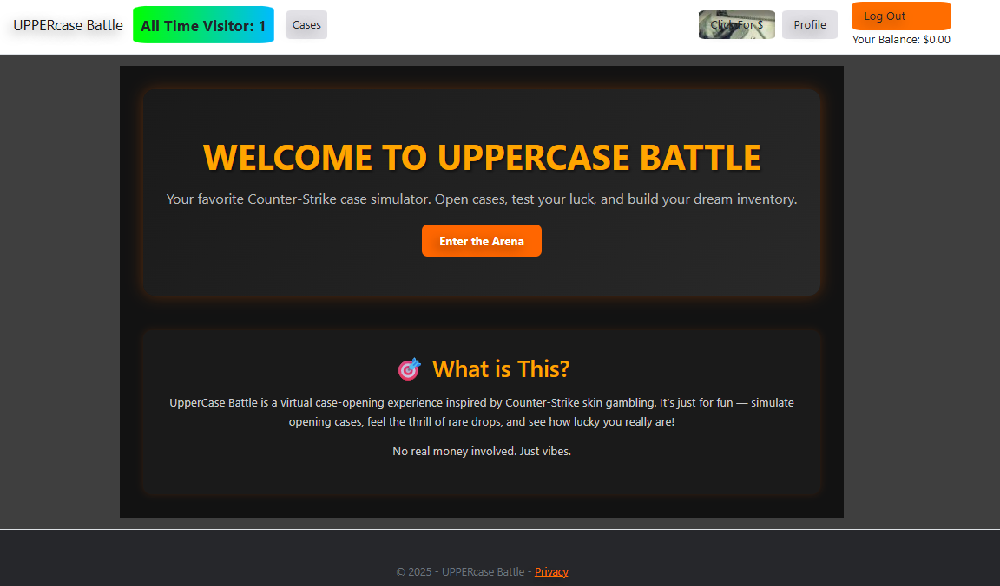 UPPERcase Battle
All Time Visitor: 1
Cases
Click For $
Profile
Log Out
Your Balance: $0.00
WELCOME TO UPPERCASE BATTLE
Your favorite Counter-Strike case simulator. Open cases, test your luck, and build your dream inventory.
Enter the Arena
🎯 What is This?
UpperCase Battle is a virtual case-opening experience inspired by Counter-Strike skin gambling. It's just for fun — simulate
opening cases, feel the thrill of rare drops, and see how lucky you really are!
No real money involved. Just vibes.
© 2025 - UPPERcase Battle - Privacy